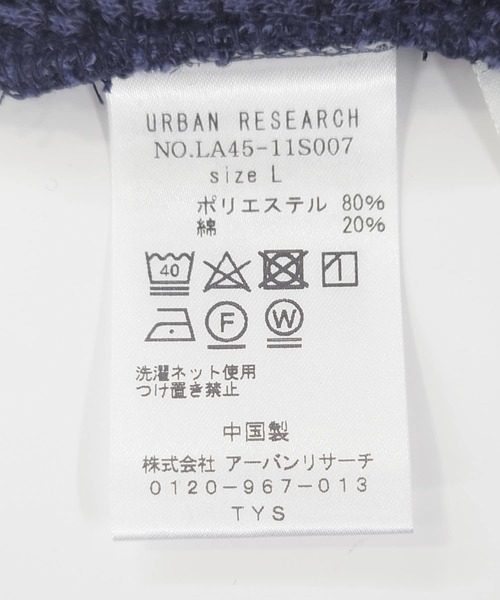 URBAN RESEARCH
NO.LA45-11S007
size L
ポリエステル 80%
綿 20%
40
F W
洗濯ネット使用
つけ置き禁止
中国製
株式会社 アーバンリサーチ
0120-967-013
TYS